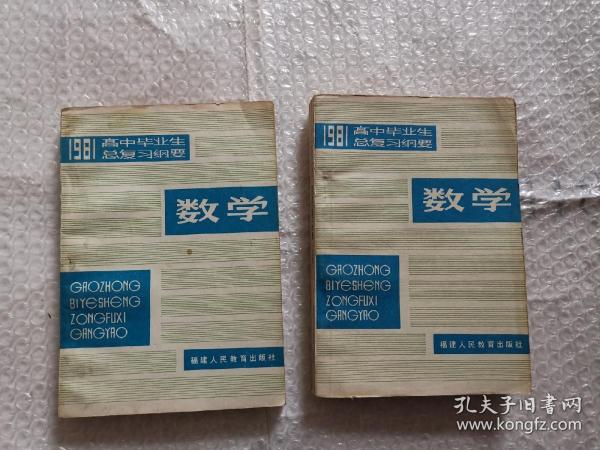 1981 高中毕业生
总复习纲要
数学
GAOZHONG
BIYESHENG
ZONGFUXI
GANGYAO
福建人民教育出版社
1981 高中毕业生
总复习纲要
数学
GAOZHONG
BIYESHENG
ZONGFUXI
GANGYAO
福建人民教育出版社
孔夫子旧书网
www.kongfz.com